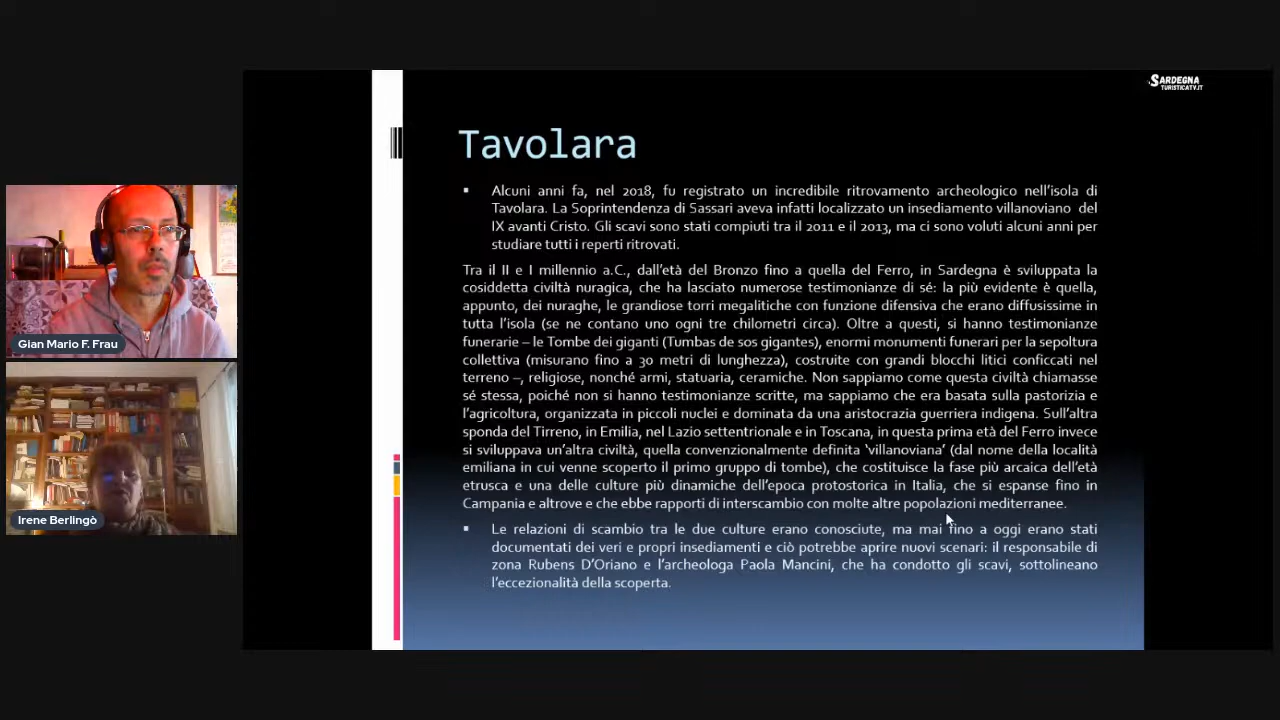 SARDEGNA
TURISTICATV.IT
Tavolara
▪ Alcuni anni fa, nel 2018, fu registrato un incredibile ritrovamento archeologico nell'isola di
Tavolara. La Soprintendenza di Sassari aveva infatti localizzato un insediamento villanoviano del
IX avanti Cristo. Gli scavi sono stati compiuti tra il 2011 e il 2013, ma ci sono voluti alcuni anni per
studiare tutti i reperti ritrovati.
Tra il II e I millennio a.C., dall'età del Bronzo fino a quella del Ferro, in Sardegna è sviluppata la
cosiddetta civiltà nuragica, che ha lasciato numerose testimonianze di sé: la più evidente è quella,
appunto, dei nuraghe, le grandiose torri megalitiche con funzione difensiva che erano diffusissime in
tutta l'isola (se ne contano uno ogni tre chilometri circa). Oltre a questi, si hanno testimonianze
funerarie – le Tombe dei giganti (Tumbas de sos gigantes), enormi monumenti funerari per la sepoltura
collettiva (misurano fino a 30 metri di lunghezza), costruite con grandi blocchi litici conficcati nel
terreno –, religiose, nonché armi, statuaria, ceramiche. Non sappiamo come questa civiltà chiamasse
sé stessa, poiché non si hanno testimonianze scritte, ma sappiamo che era basata sulla pastorizia e
l'agricoltura, organizzata in piccoli nuclei e dominata da una aristocrazia guerriera indigena. Sull'altra
sponda del Tirreno, in Emilia, nel Lazio settentrionale e in Toscana, in questa prima età del Ferro invece
si sviluppava un'altra civiltà, quella convenzionalmente definita 'villanoviana' (dal nome della località
emiliana in cui venne scoperto il primo gruppo di tombe), che costituisce la fase più arcaica dell'età
etrusca e una delle culture più dinamiche dell'epoca protostorica in Italia, che si espanse fino in
Campania e altrove e che ebbe rapporti di interscambio con molte altre popolazioni mediterranee.
▪ Le relazioni di scambio tra le due culture erano conosciute, ma mai fino a oggi erano stati
documentati dei veri e propri insediamenti e ciò potrebbe aprire nuovi scenari: il responsabile di
zona Rubens D'Oriano e l'archeologa Paola Mancini, che ha condotto gli scavi, sottolineano
l'eccezionalità della scoperta.
Gian Mario F. Frau
Irene Berlingò